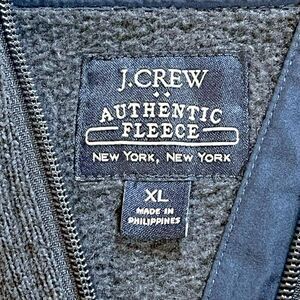 J.CREW
AUTHENTIC
FLEECE
NEW YORK, NEW YORK
XL
MADE IN
PHILIPPINES